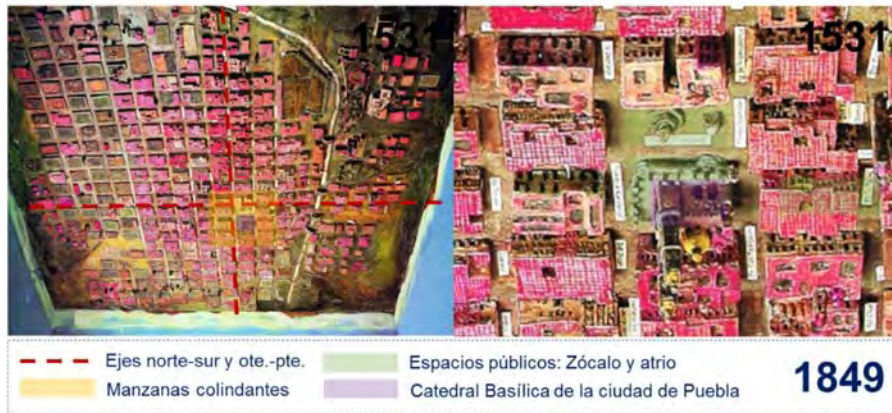 1531
1531
Ejes norte-sur y ote.-pte.
Espacios públicos: Zócalo y atrio
Manzanas colindantes
Catedral Basílica de la ciudad de Puebla
1849